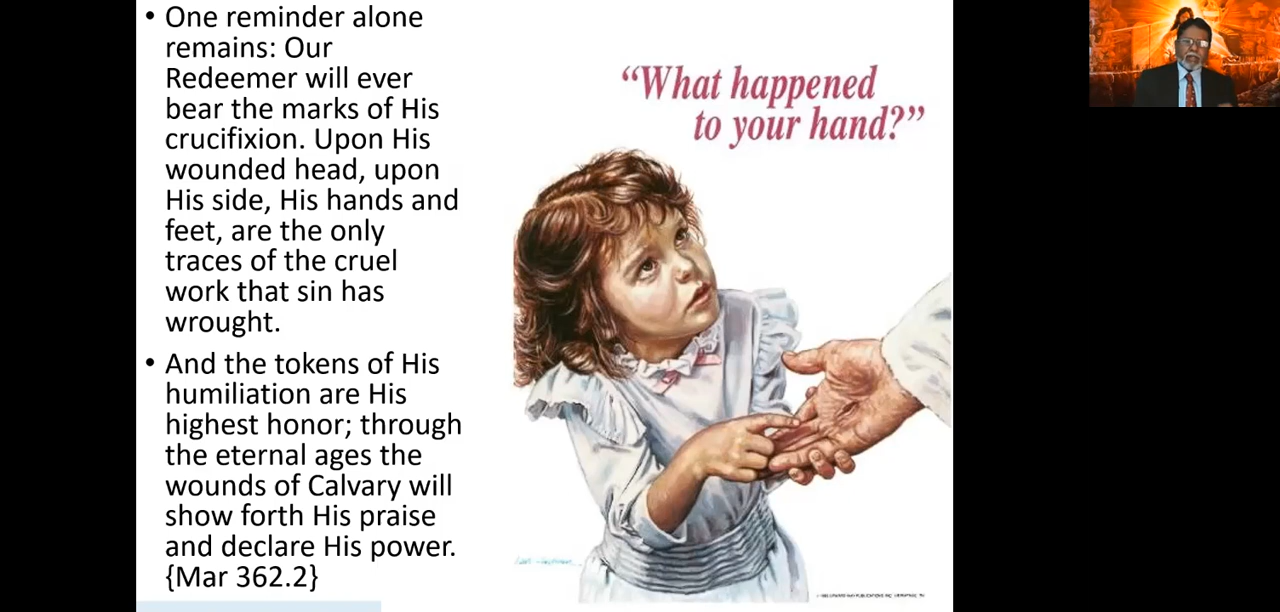 • One reminder alone
remains: Our
Redeemer will ever
bear the marks of His
crucifixion. Upon His
wounded head, upon
His side, His hands and
feet, are the only
traces of the cruel
work that sin has
wrought.
• And the tokens of His
humiliation are His
highest honor; through
the eternal ages the
wounds of Calvary will
show forth His praise
and declare His power.
{Mar 362.2}
“What happened
to your hand?”